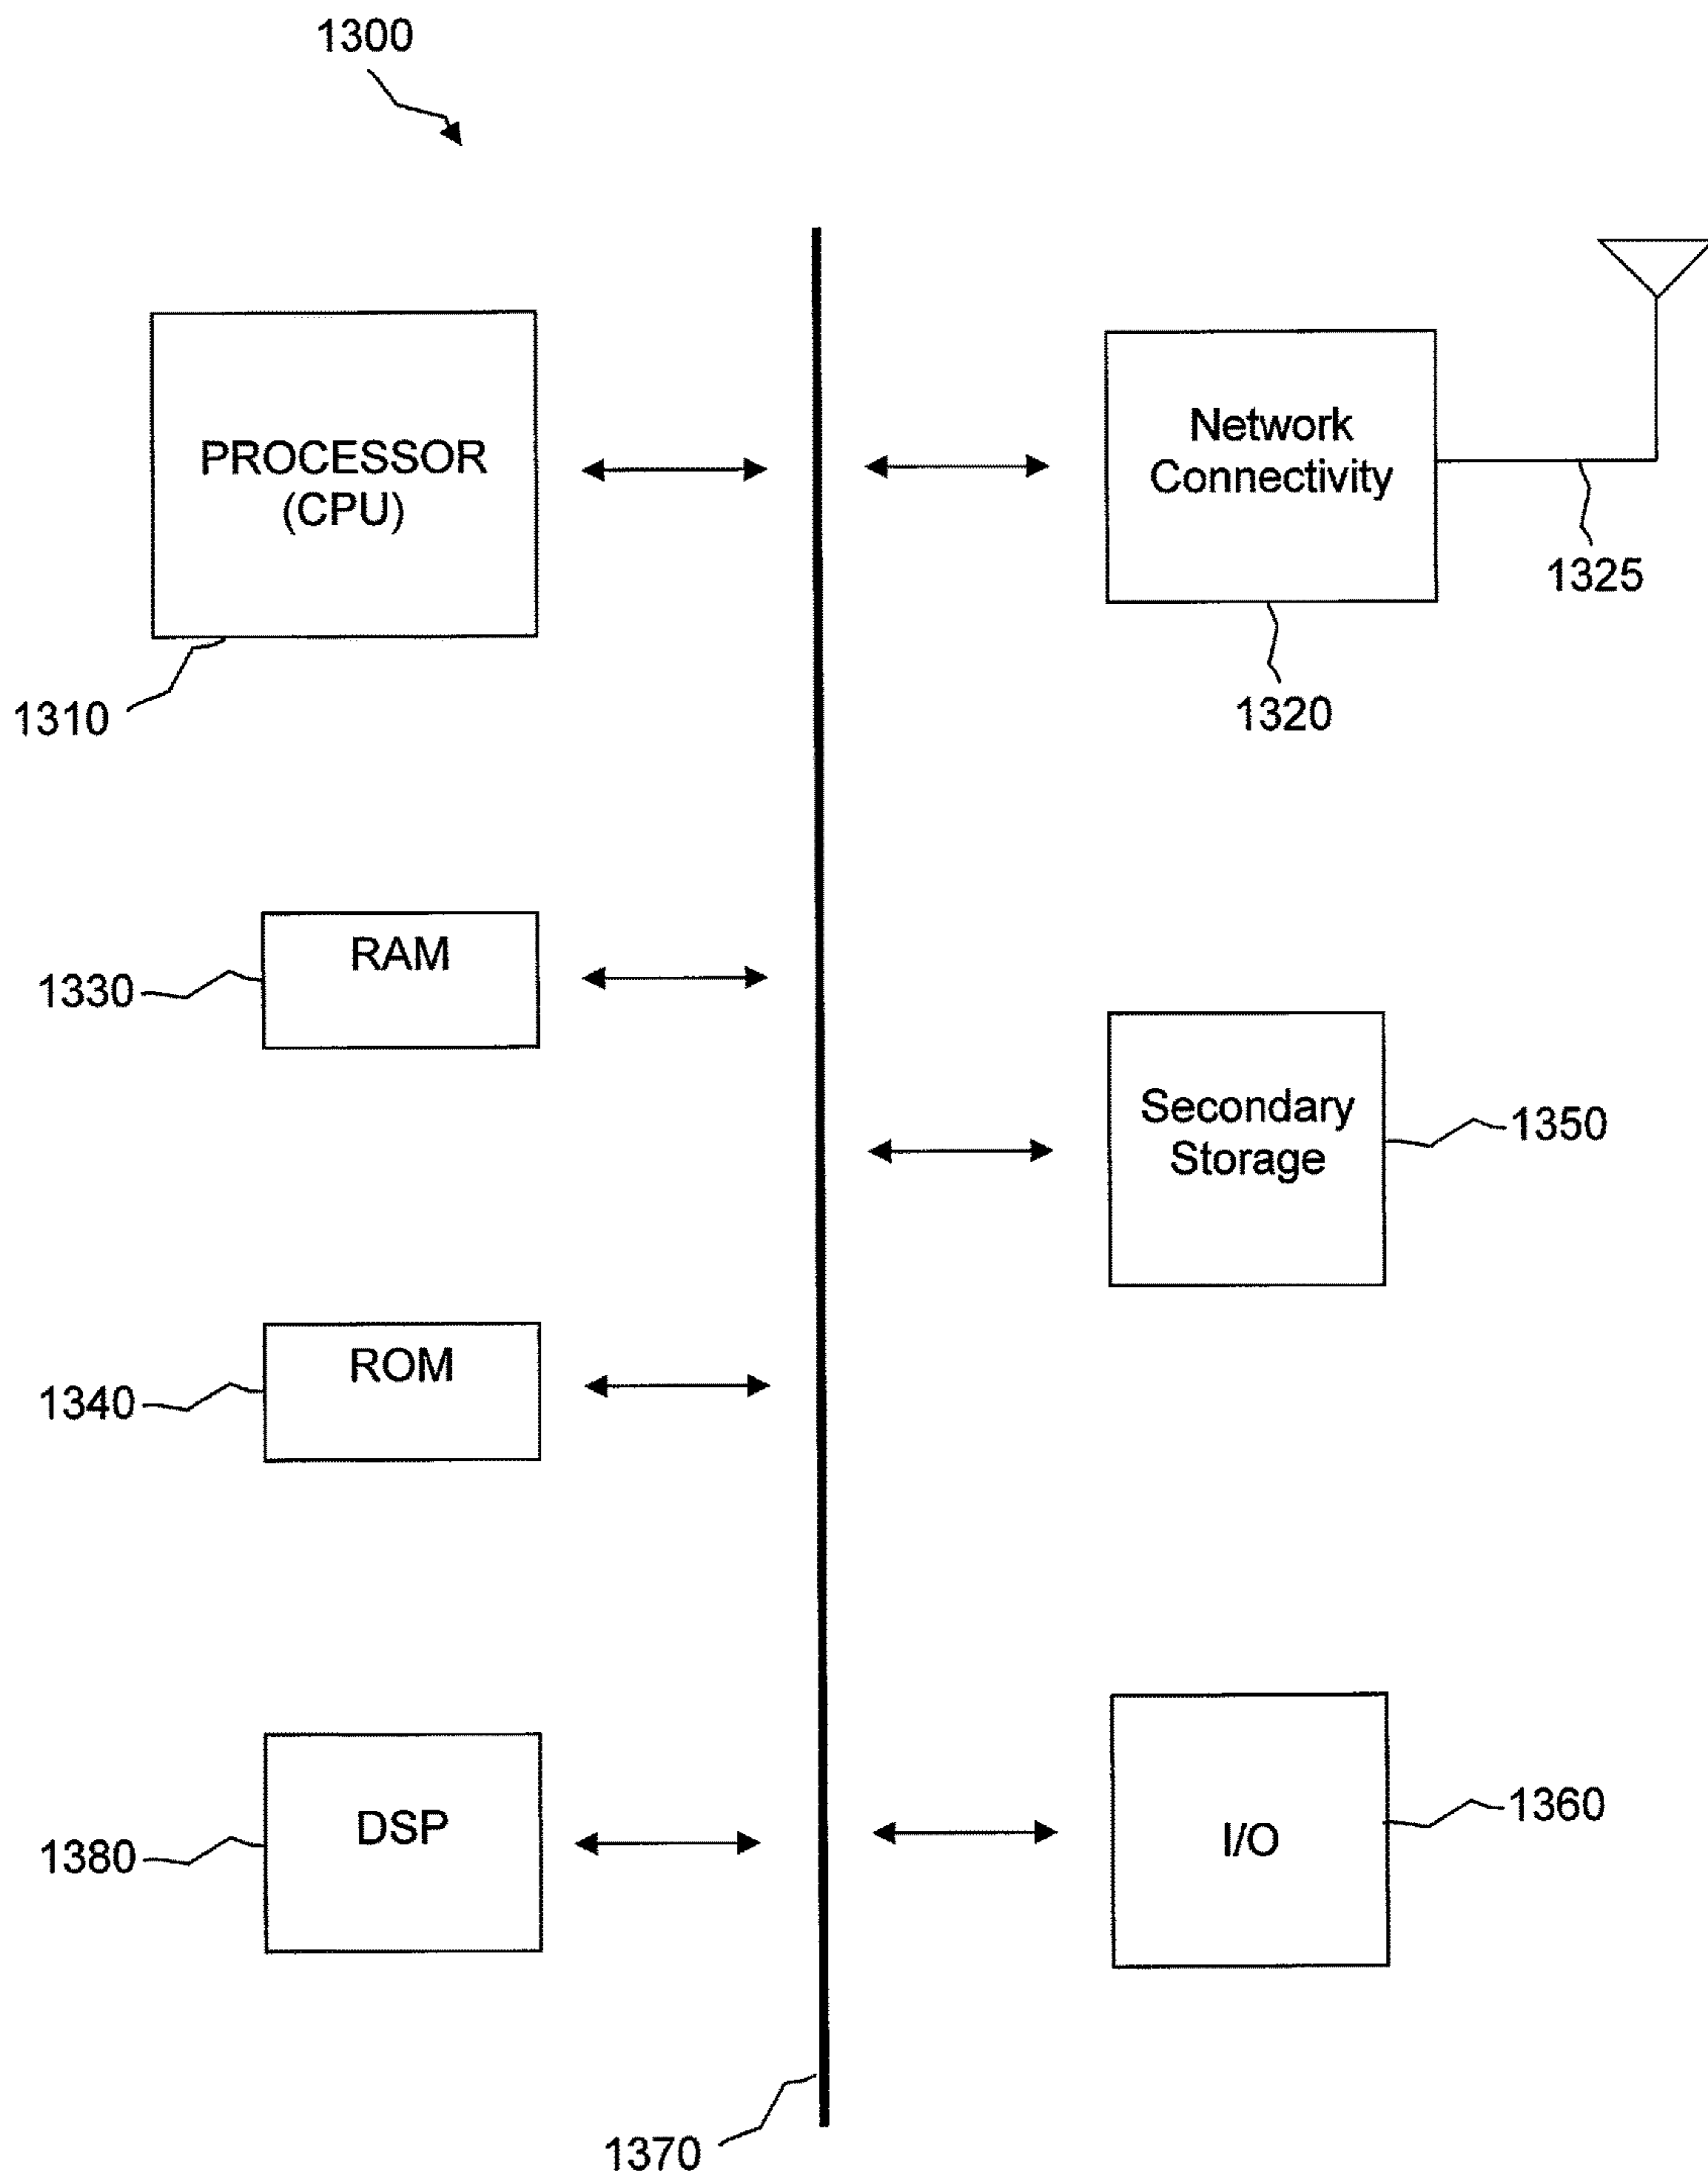 1300
PROCESSOR
(CPU)
1310
Network
Connectivity
1325
1320
RAM
1330
Secondary
Storage
1350
ROM
1340
DSP
1380
I/O
1360
1370